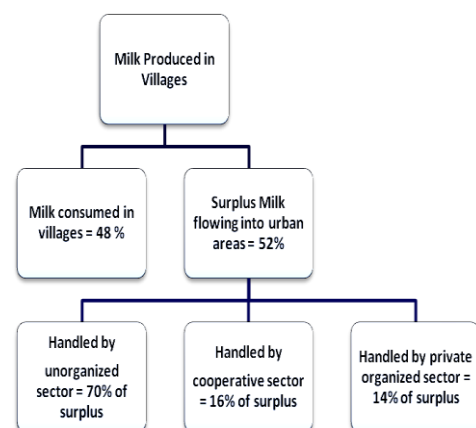 Milk Produced in
Villages
Milk consumed in
villages = 48 %
Surplus Milk
flowing into urban
areas = 52%
Handled by
unorganized
sector = 70% of
surplus
Handled by
cooperative sector
= 16% of surplus
Handled by private
organized sector =
14% of surplus